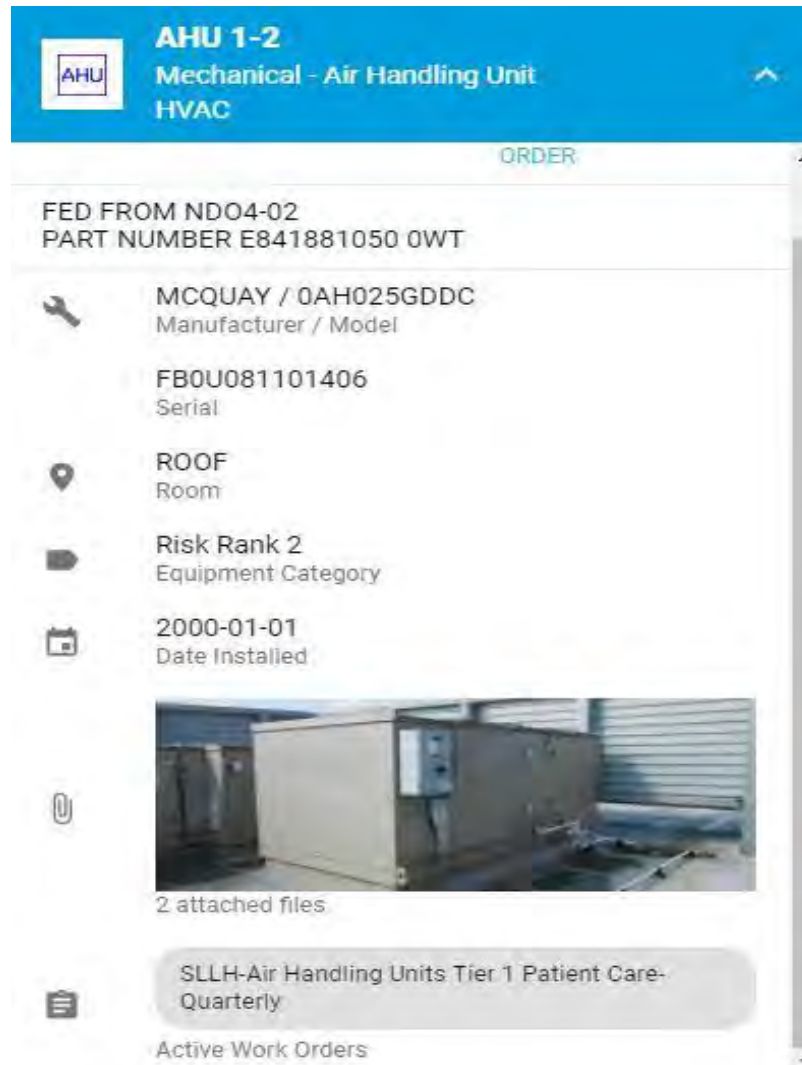 AHU
AHU 1-2
Mechanical - Air Handling Unit
HVAC
ORDER
FED FROM NDO4-02
PART NUMBER E841881050 0WT
MCQUAY / 0AH025GDDC
Manufacturer / Model
FB0U081101406
Serial
ROOF
Room
Risk Rank 2
Equipment Category
2000-01-01
Date Installed
2 attached files
SLLH-Air Handling Units Tier 1 Patient Care-
Quarterly
Active Work Orders